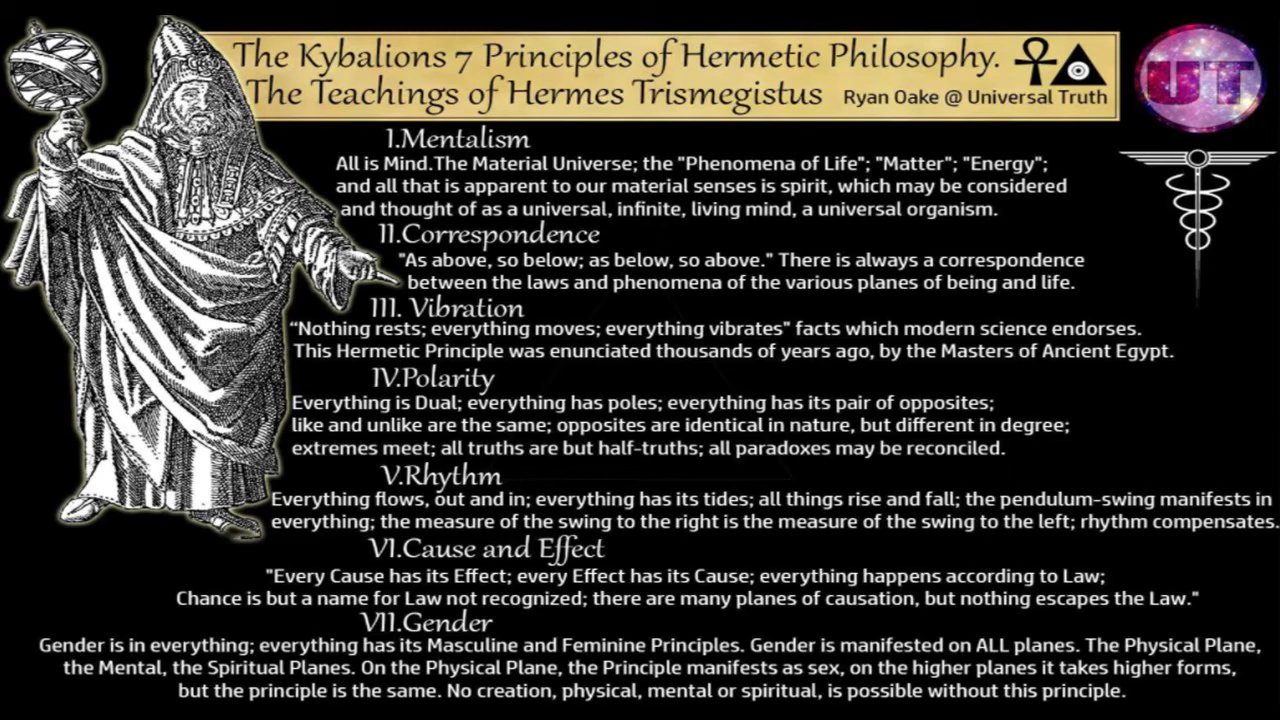 The Kybalions 7 Principles of Hermetic Philosophy.
The Teachings of Hermes Trismegistus Ryan Oake @ Universal Truth
UT
I.Mentalism
All is Mind.The Material Universe; the "Phenomena of Life"; "Matter"; "Energy";
and all that is apparent to our material senses is spirit, which may be considered
and thought of as a universal, infinite, living mind, a universal organism.
II.Correspondence
"As above, so below; as below, so above." There is always a correspondence
between the laws and phenomena of the various planes of being and life.
III. Vibration
“Nothing rests; everything moves; everything vibrates" facts which modern science endorses.
This Hermetic Principle was enunciated thousands of years ago, by the Masters of Ancient Egypt.
IV.Polarity
Everything is Dual; everything has poles; everything has its pair of opposites;
like and unlike are the same; opposites are identical in nature, but different in degree;
extremes meet; all truths are but half-truths; all paradoxes may be reconciled.
V.Rhythm
Everything flows, out and in; everything has its tides; all things rise and fall; the pendulum-swing manifests in
everything; the measure of the swing to the right is the measure of the swing to the left; rhythm compensates.
VI.Cause and Effect
"Every Cause has its Effect; every Effect has its Cause; everything happens according to Law;
Chance is but a name for Law not recognized; there are many planes of causation, but nothing escapes the Law."
VII.Gender
Gender is in everything; everything has its Masculine and Feminine Principles. Gender is manifested on ALL planes. The Physical Plane,
the Mental, the Spiritual Planes. On the Physical Plane, the Principle manifests as sex, on the higher planes it takes higher forms,
but the principle is the same. No creation, physical, mental or spiritual, is possible without this principle.